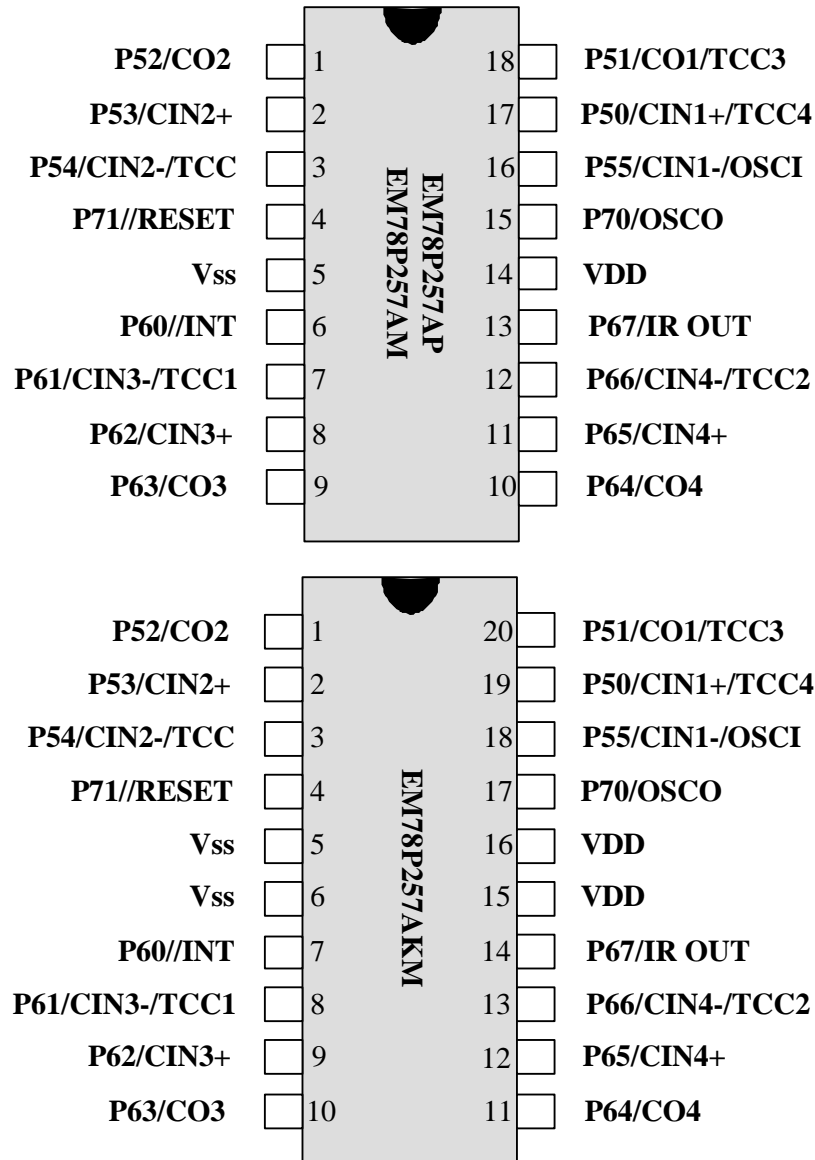 P52/CO2 1 18 P51/CO1/TCC3
P53/CIN2+ 2 17 P50/CIN1+/TCC4
P54/CIN2-/TCC 3 16 P55/CIN1-/OSCI
P71//RESET 4 15 P70/OSCO
Vss 5 14 VDD
P60//INT 6 13 P67/IR OUT
P61/CIN3-/TCC1 7 12 P66/CIN4-/TCC2
P62/CIN3+ 8 11 P65/CIN4+
P63/CO3 9 10 P64/CO4
EM78P257AP
EM78P257AM
P52/CO2 1 20 P51/CO1/TCC3
P53/CIN2+ 2 19 P50/CIN1+/TCC4
P54/CIN2-/TCC 3 18 P55/CIN1-/OSCI
P71//RESET 4 17 P70/OSCO
Vss 5 16 VDD
Vss 6 15 VDD
P60//INT 7 14 P67/IR OUT
P61/CIN3-/TCC1 8 13 P66/CIN4-/TCC2
P62/CIN3+ 9 12 P65/CIN4+
P63/CO3 10 11 P64/CO4
EM78P257AKM